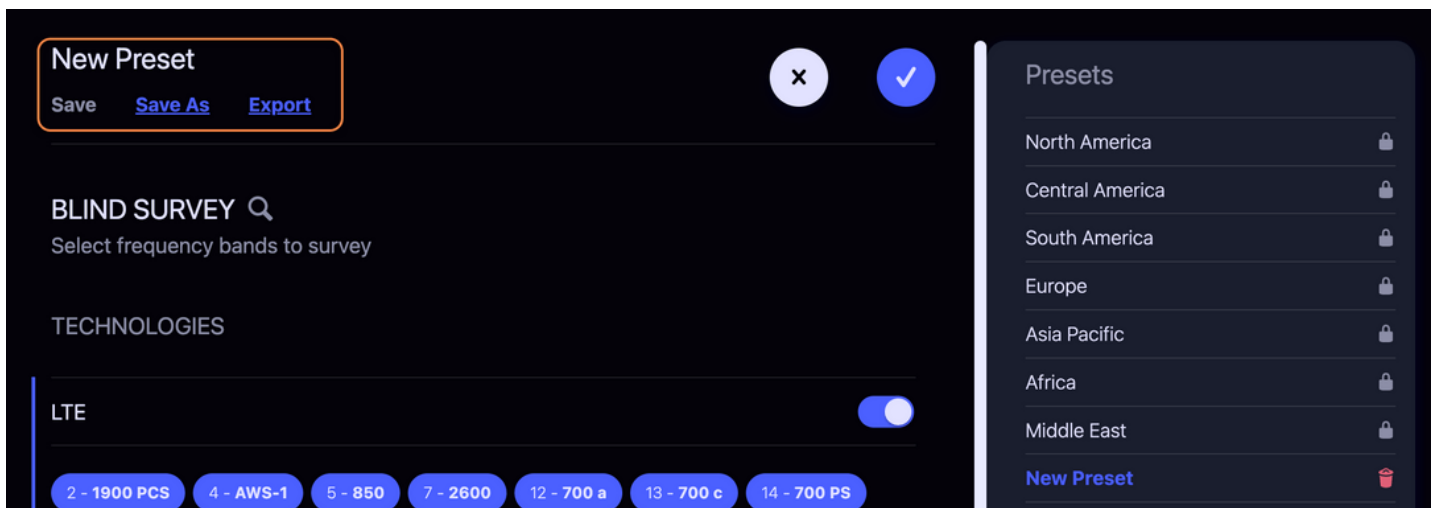 New Preset
Save Save As Export
BLIND SURVEY
Select frequency bands to survey
TECHNOLOGIES
LTE
2 - 1900 PCS 4 - AWS-1 5 - 850 7 - 2600 12 - 700 a 13 - 700 c 14 - 700 PS
Presets
North America
Central America
South America
Europe
Asia Pacific
Africa
Middle East
New Preset